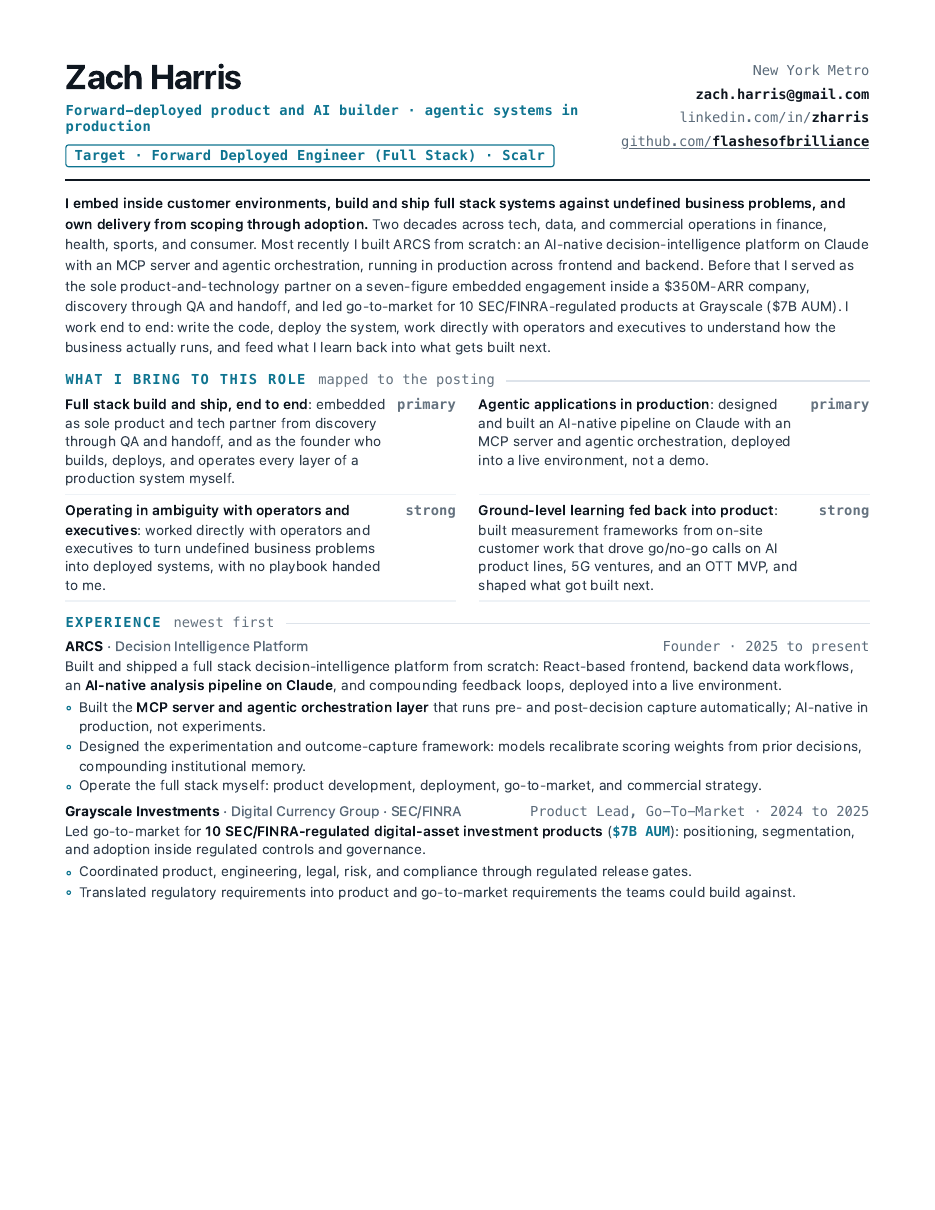 Zach Harris
Forward-deployed product and AI builder · agentic systems in
production
Target · Forward Deployed Engineer (Full Stack) · Scalr
New York Metro
zach.harris@gmail.com
linkedin.com/in/zharris
github.com/flashesofbrilliance
I embed inside customer environments, build and ship full stack systems against undefined business problems, and
own delivery from scoping through adoption. Two decades across tech, data, and commercial operations in finance,
health, sports, and consumer. Most recently I built ARCS from scratch: an AI-native decision-intelligence platform on Claude
with an MCP server and agentic orchestration, running in production across frontend and backend. Before that I served as
the sole product-and-technology partner on a seven-figure embedded engagement inside a $350M-ARR company,
discovery through QA and handoff, and led go-to-market for 10 SEC/FINRA-regulated products at Grayscale ($7B AUM). I
work end to end: write the code, deploy the system, work directly with operators and executives to understand how the
business actually runs, and feed what I learn back into what gets built next.
WHAT I BRING TO THIS ROLE mapped to the posting
Full stack build and ship, end to end: embedded primary
as sole product and tech partner from discovery
through QA and handoff, and as the founder who
builds, deploys, and operates every layer of a
production system myself.
Agentic applications in production: designed primary
and built an AI-native pipeline on Claude with an
MCP server and agentic orchestration, deployed
into a live environment, not a demo.
Operating in ambiguity with operators and strong
executives: worked directly with operators and
executives to turn undefined business problems
into deployed systems, with no playbook handed
to me.
Ground-level learning fed back into product: strong
built measurement frameworks from on-site
customer work that drove go/no-go calls on AI
product lines, 5G ventures, and an OTT MVP, and
shaped what got built next.
EXPERIENCE newest first
ARCS · Decision Intelligence Platform Founder · 2025 to present
Built and shipped a full stack decision-intelligence platform from scratch: React-based frontend, backend data workflows,
an AI-native analysis pipeline on Claude, and compounding feedback loops, deployed into a live environment.
∘ Built the MCP server and agentic orchestration layer that runs pre- and post-decision capture automatically; AI-native in
production, not experiments.
∘ Designed the experimentation and outcome-capture framework: models recalibrate scoring weights from prior decisions,
compounding institutional memory.
∘ Operate the full stack myself: product development, deployment, go-to-market, and commercial strategy.
Grayscale Investments · Digital Currency Group · SEC/FINRA Product Lead, Go-To-Market · 2024 to 2025
Led go-to-market for 10 SEC/FINRA-regulated digital-asset investment products ($7B AUM): positioning, segmentation,
and adoption inside regulated controls and governance.
∘ Coordinated product, engineering, legal, risk, and compliance through regulated release gates.
∘ Translated regulatory requirements into product and go-to-market requirements the teams could build against.